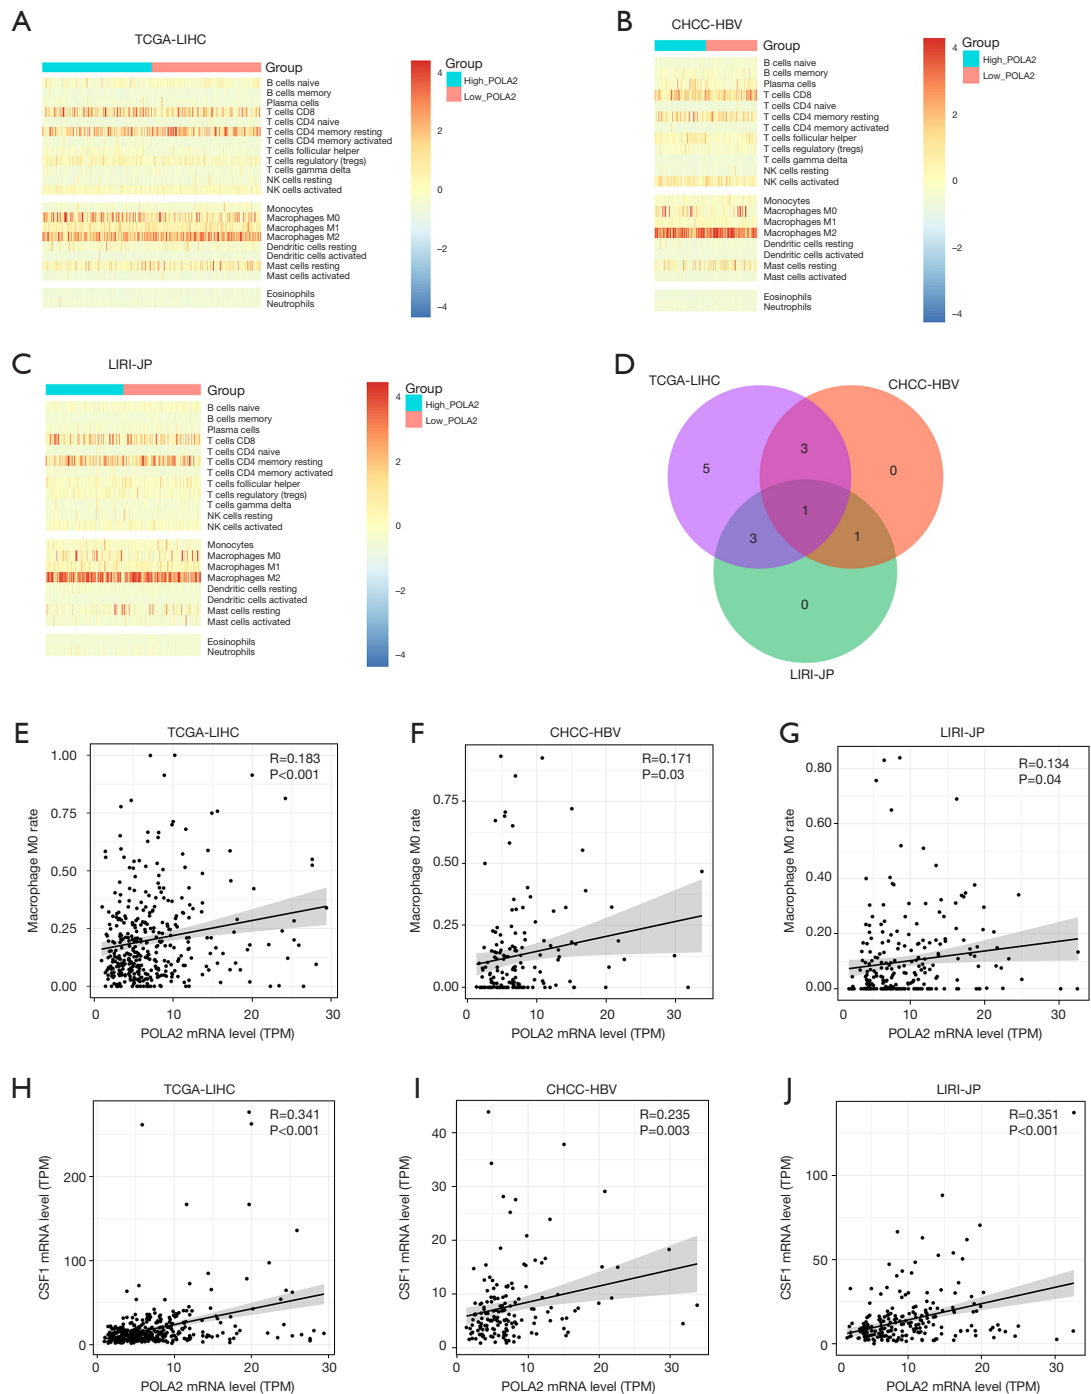 A
TCGA-LIHC
Group
High_POLA2
Low_POLA2
B cells naive
B cells memory
Plasma cells
T cells CD8
T cells CD4 naive
T cells CD4 memory resting
T cells CD4 memory activated
T cells follicular helper
T cells regulatory (tregs)
T cells gamma delta
NK cells resting
NK cells activated
Monocytes
Macrophages M0
Macrophages M1
Macrophages M2
Dendritic cells resting
Dendritic cells activated
Mast cells resting
Mast cells activated
Eosinophils
Neutrophils
4
2
0
−2
−4
Group
High_POLA2
Low_POLA2
B
CHCC-HBV
Group
B cells naive
B cells memory
Plasma cells
T cells CD8
T cells CD4 naive
T cells CD4 memory resting
T cells CD4 memory activated
T cells follicular helper
T cells regulatory (tregs)
T cells gamma delta
NK cells resting
NK cells activated
Monocytes
Macrophages M0
Macrophages M1
Macrophages M2
Dendritic cells resting
Dendritic cells activated
Mast cells resting
Mast cells activated
Eosinophils
Neutrophils
4
2
0
−2
−4
Group
High_POLA2
Low_POLA2
C
LIRI-JP
Group
B cells naive
B cells memory
Plasma cells
T cells CD8
T cells CD4 naive
T cells CD4 memory resting
T cells CD4 memory activated
T cells follicular helper
T cells regulatory (tregs)
T cells gamma delta
NK cells resting
NK cells activated
Monocytes
Macrophages M0
Macrophages M1
Macrophages M2
Dendritic cells resting
Dendritic cells activated
Mast cells resting
Mast cells activated
Eosinophils
Neutrophils
4
2
0
−2
−4
Group
High_POLA2
Low_POLA2
D
TCGA-LIHC
CHCC-HBV
5
3
0
1
3
1
0
LIRI-JP
E
TCGA-LIHC
R=0.183
P<0.001
Macrophage M0 rate
1.00
0.75
0.50
0.25
0.00
0 10 20 30
POLA2 mRNA level (TPM)
F
CHCC-HBV
R=0.171
P=0.03
Macrophage M0 rate
0.75
0.50
0.25
0.00
0 10 20 30
POLA2 mRNA level (TPM)
G
LIRI-JP
R=0.134
P=0.04
Macrophage M0 rate
0.80
0.60
0.40
0.20
0.00
0 10 20 30
POLA2 mRNA level (TPM)
H
TCGA-LIHC
R=0.341
P<0.001
CSF1 mRNA level (TPM)
200
100
0
0 10 20 30
POLA2 mRNA level (TPM)
I
CHCC-HBV
R=0.235
P=0.003
CSF1 mRNA level (TPM)
40
30
20
10
0
0 10 20 30
POLA2 mRNA level (TPM)
J
LIRI-JP
R=0.351
P<0.001
CSF1 mRNA level (TPM)
100
50
0
0 10 20 30
POLA2 mRNA level (TPM)